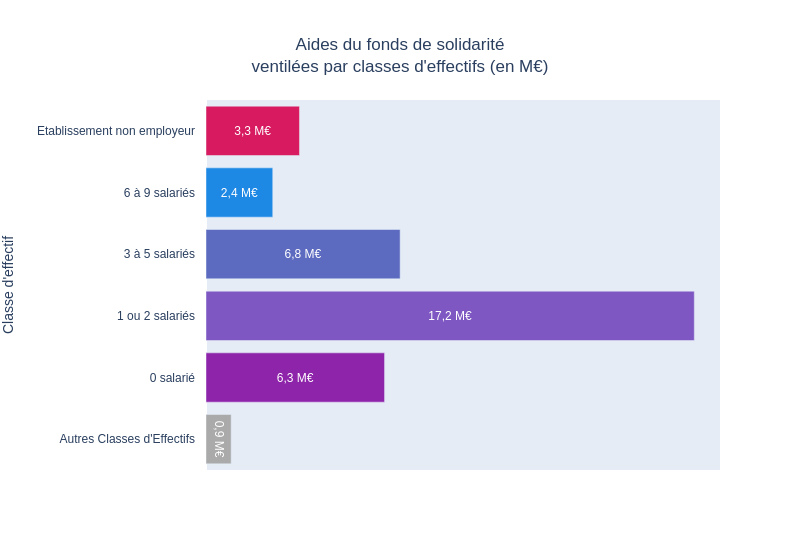 Aides du fonds de solidarité
ventilées par classes d'effectifs (en M€)
Classe d'effectif
Etablissement non employeur
3,3 M€
6 à 9 salariés
2,4 M€
3 à 5 salariés
6,8 M€
1 ou 2 salariés
17,2 M€
0 salarié
6,3 M€
Autres Classes d'Effectifs
0,9 M€